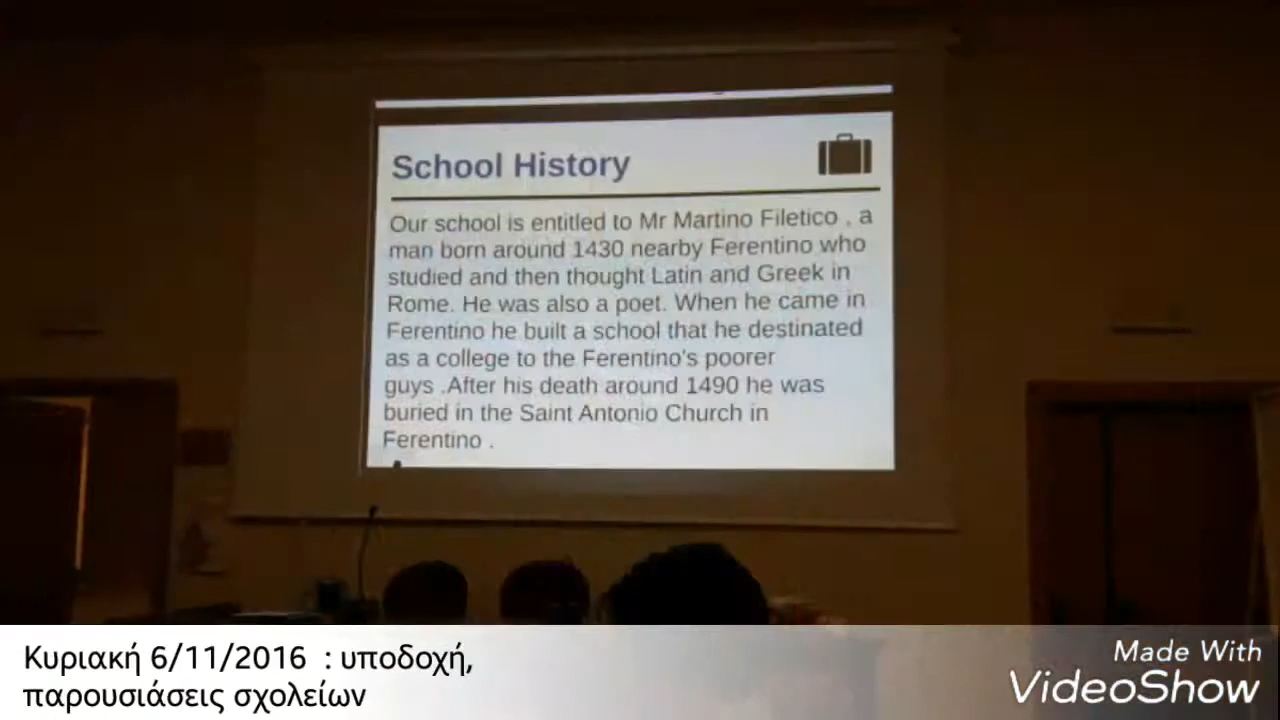 School History
Our school is entitled to Mr Martino Filetico , a
man born around 1430 nearby Ferentino who
studied and then thought Latin and Greek in
Rome. He was also a poet. When he came in
Ferentino he built a school that he destinated
as a college to the Ferentino's poorer
guys .After his death around 1490 he was
buried in the Saint Antonio Church in
Ferentino .
Κυριακή 6/11/2016 : υποδοχή,
παρουσιάσεις σχολείων
Made With
VideoShow